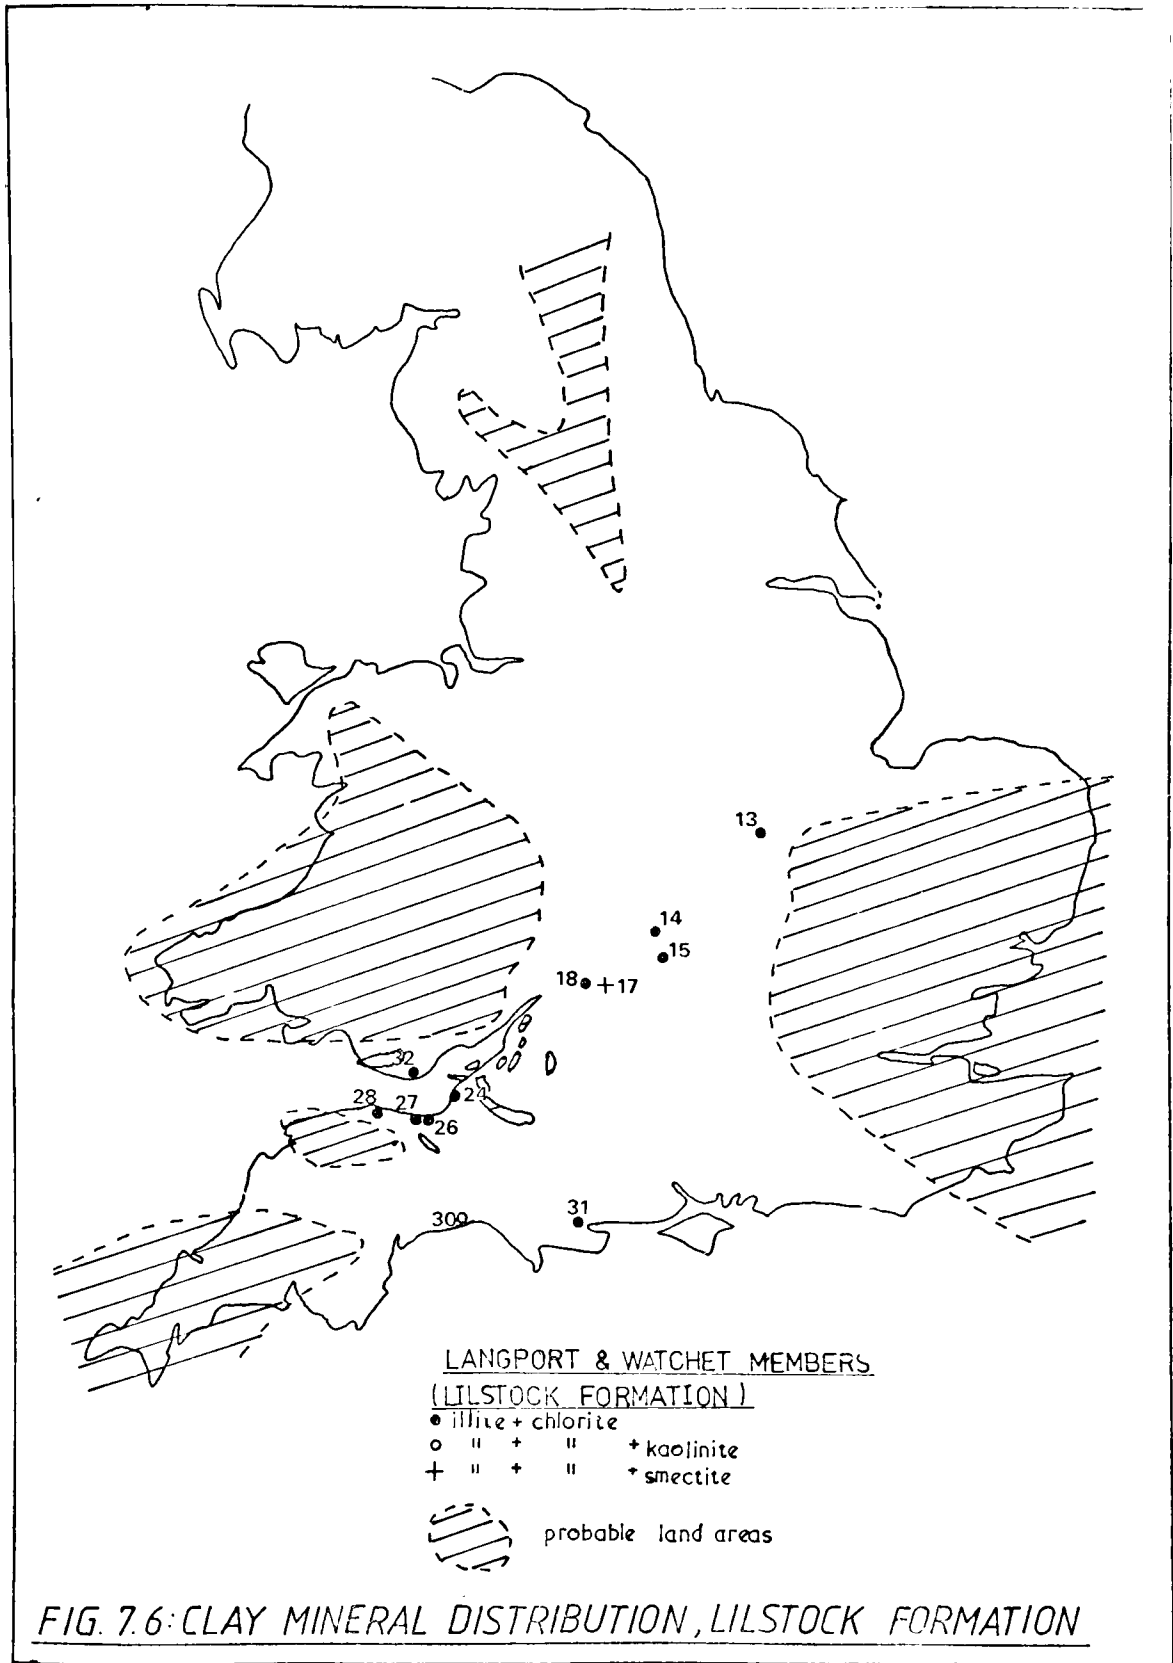 13
14
15
18 +17
32
28 27 24
26
31
30
LANGPORT & WATCHET MEMBERS
(LILSTOCK FORMATION)
illite + chlorite
" + " + kaolinite
+ " + " + smectite
probable land areas
FIG. 7.6: CLAY MINERAL DISTRIBUTION, LILSTOCK FORMATION